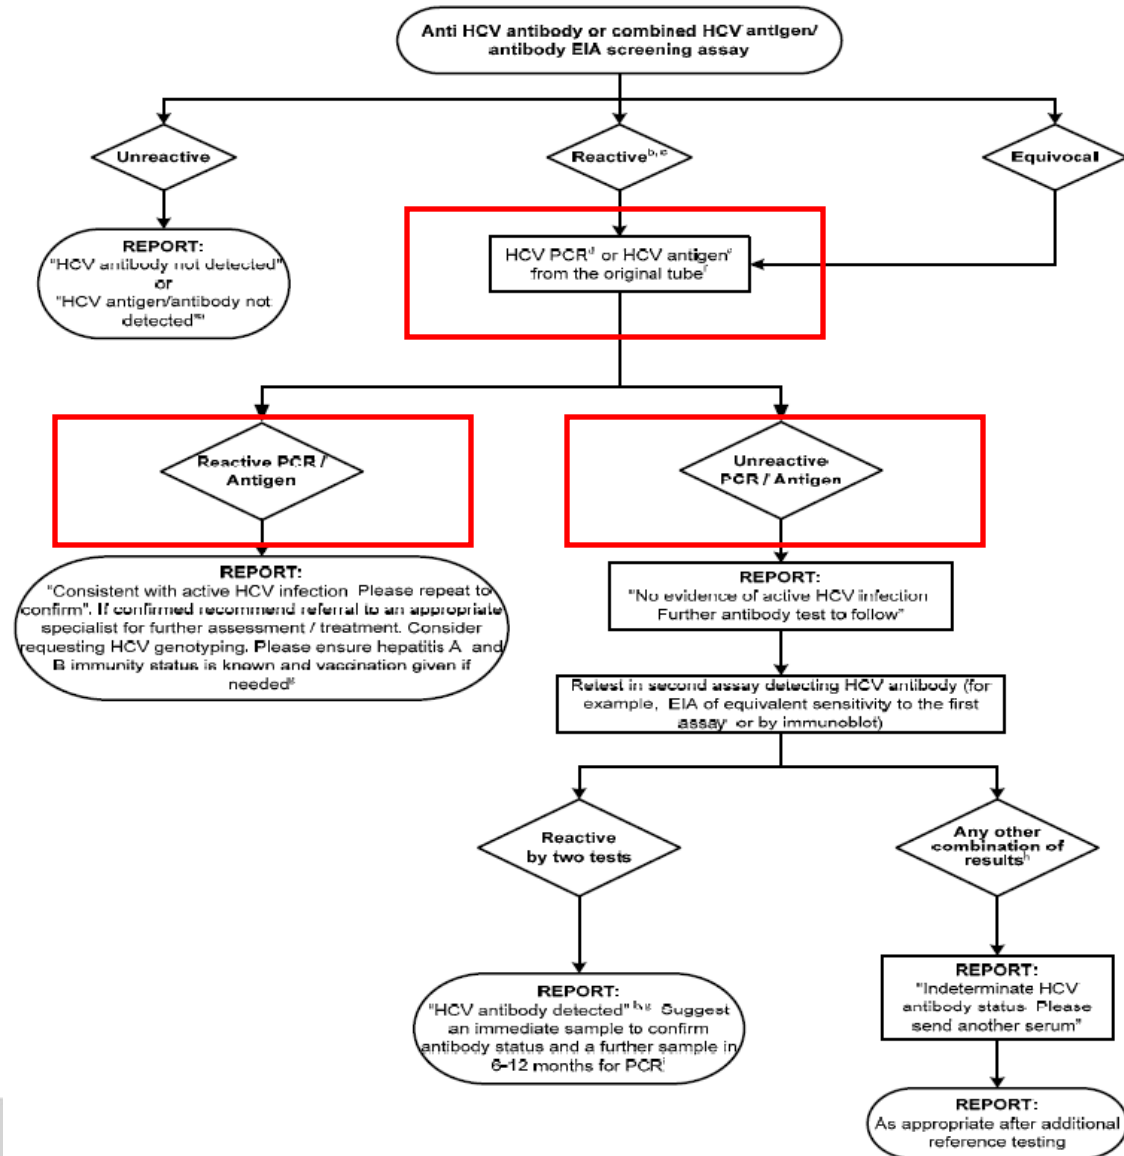 Anti HCV antibody or combined HCV antigen/
antibody EIA screening assay
Unreactive
Reactive b, c
Equivocal
REPORT:
"HCV antibody not detected"
or
"HCV antigen/antibody not
detected"
HCV PCR d or HCV antigen e
from the original tube f
Reactive PCR /
Antigen
Unreactive
PCR / Antigen
REPORT:
"Consistent with active HCV infection Please repeat to
confirm". If confirmed recommend referral to an appropriate
specialist for further assessment / treatment. Consider
requesting HCV genotyping. Please ensure hepatitis A and
B immunity status is known and vaccination given if
needed g
REPORT:
"No evidence of active HCV infection
Further antibody test to follow"
Retest in second assay detecting HCV antibody (for
example, EIA of equivalent sensitivity to the first
assay or by immunoblot)
Reactive
by two tests
Any other
combination of
results h
REPORT:
"HCV antibody detected" b, g Suggest
an immediate sample to confirm
antibody status and a further sample in
6-12 months for PCR i
REPORT:
"Indeterminate HCV
antibody status Please
send another serum"
REPORT:
As appropriate after additional
reference testing